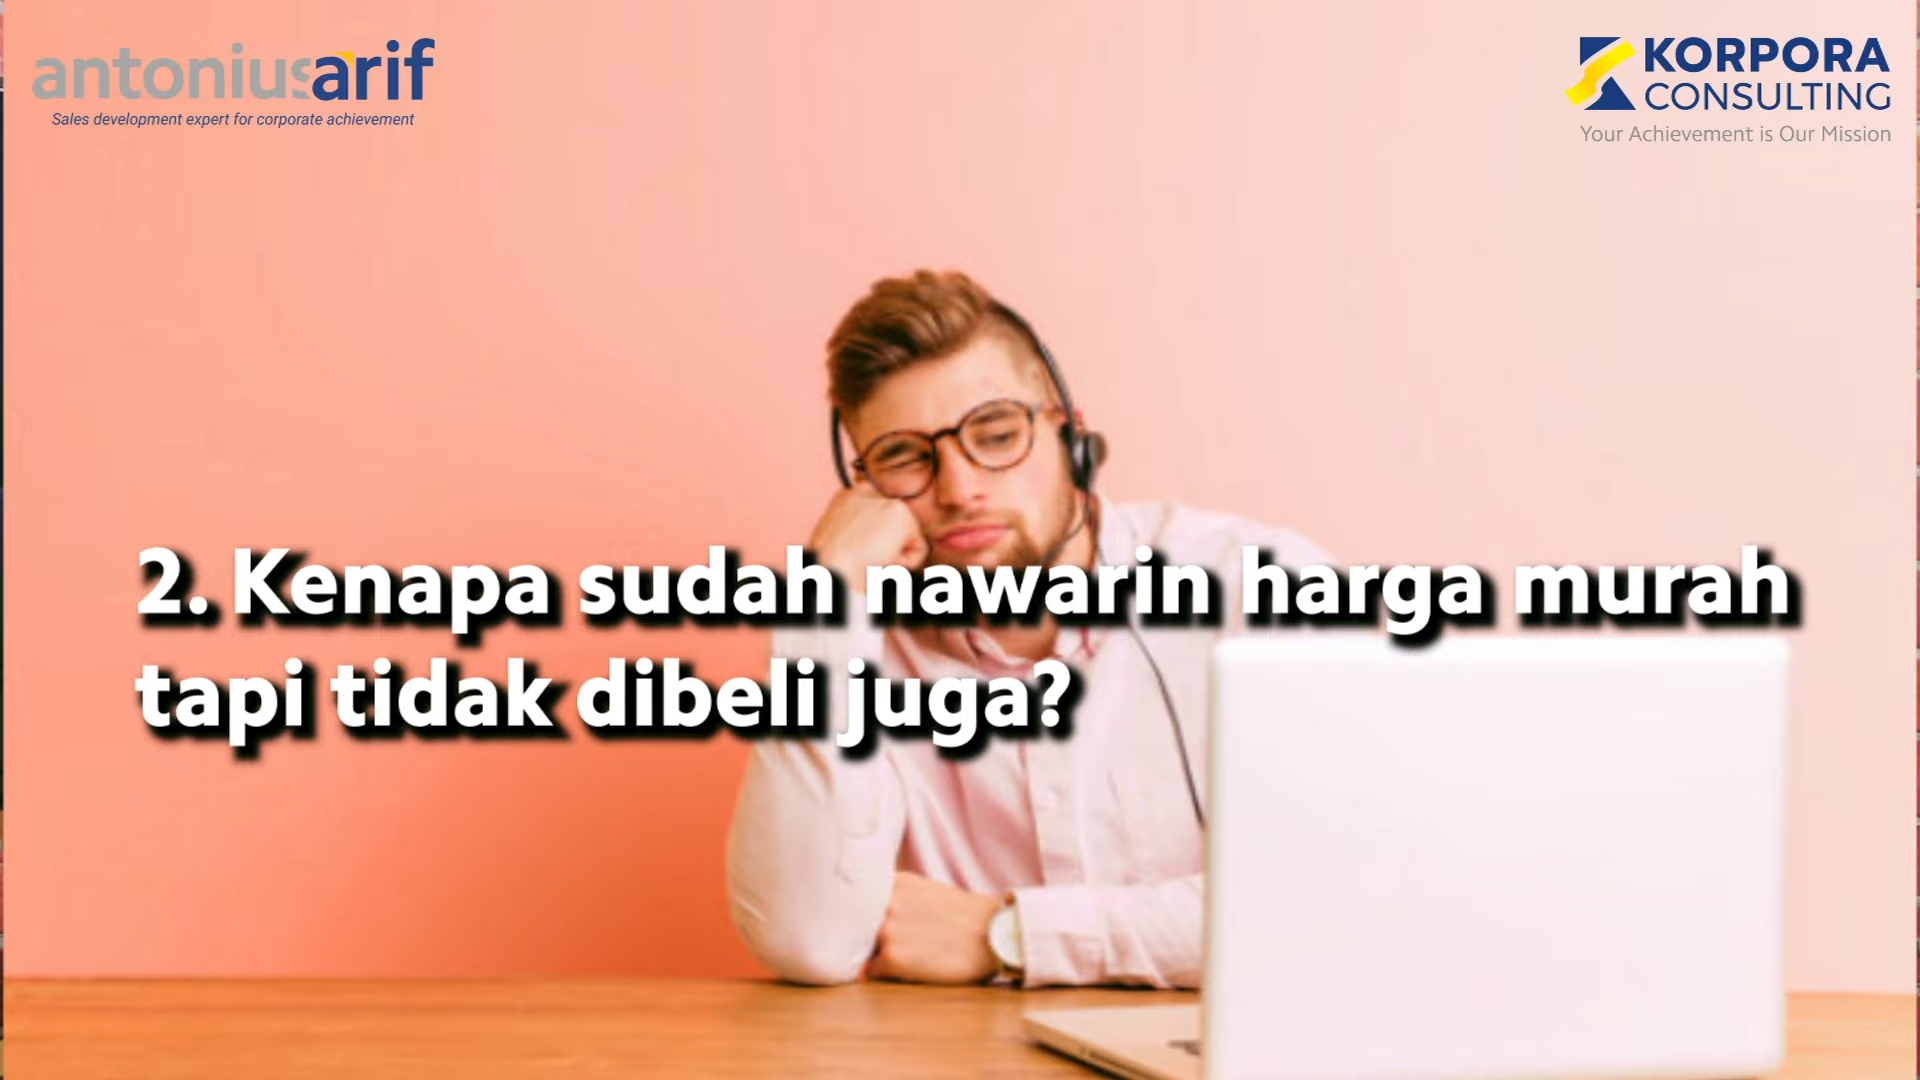 antoniusarif
Sales development expert for corporate achievement
KORPORA
CONSULTING
Your Achievement is Our Mission
2. Kenapa sudah nawarin harga murah
tapi tidak dibeli juga?